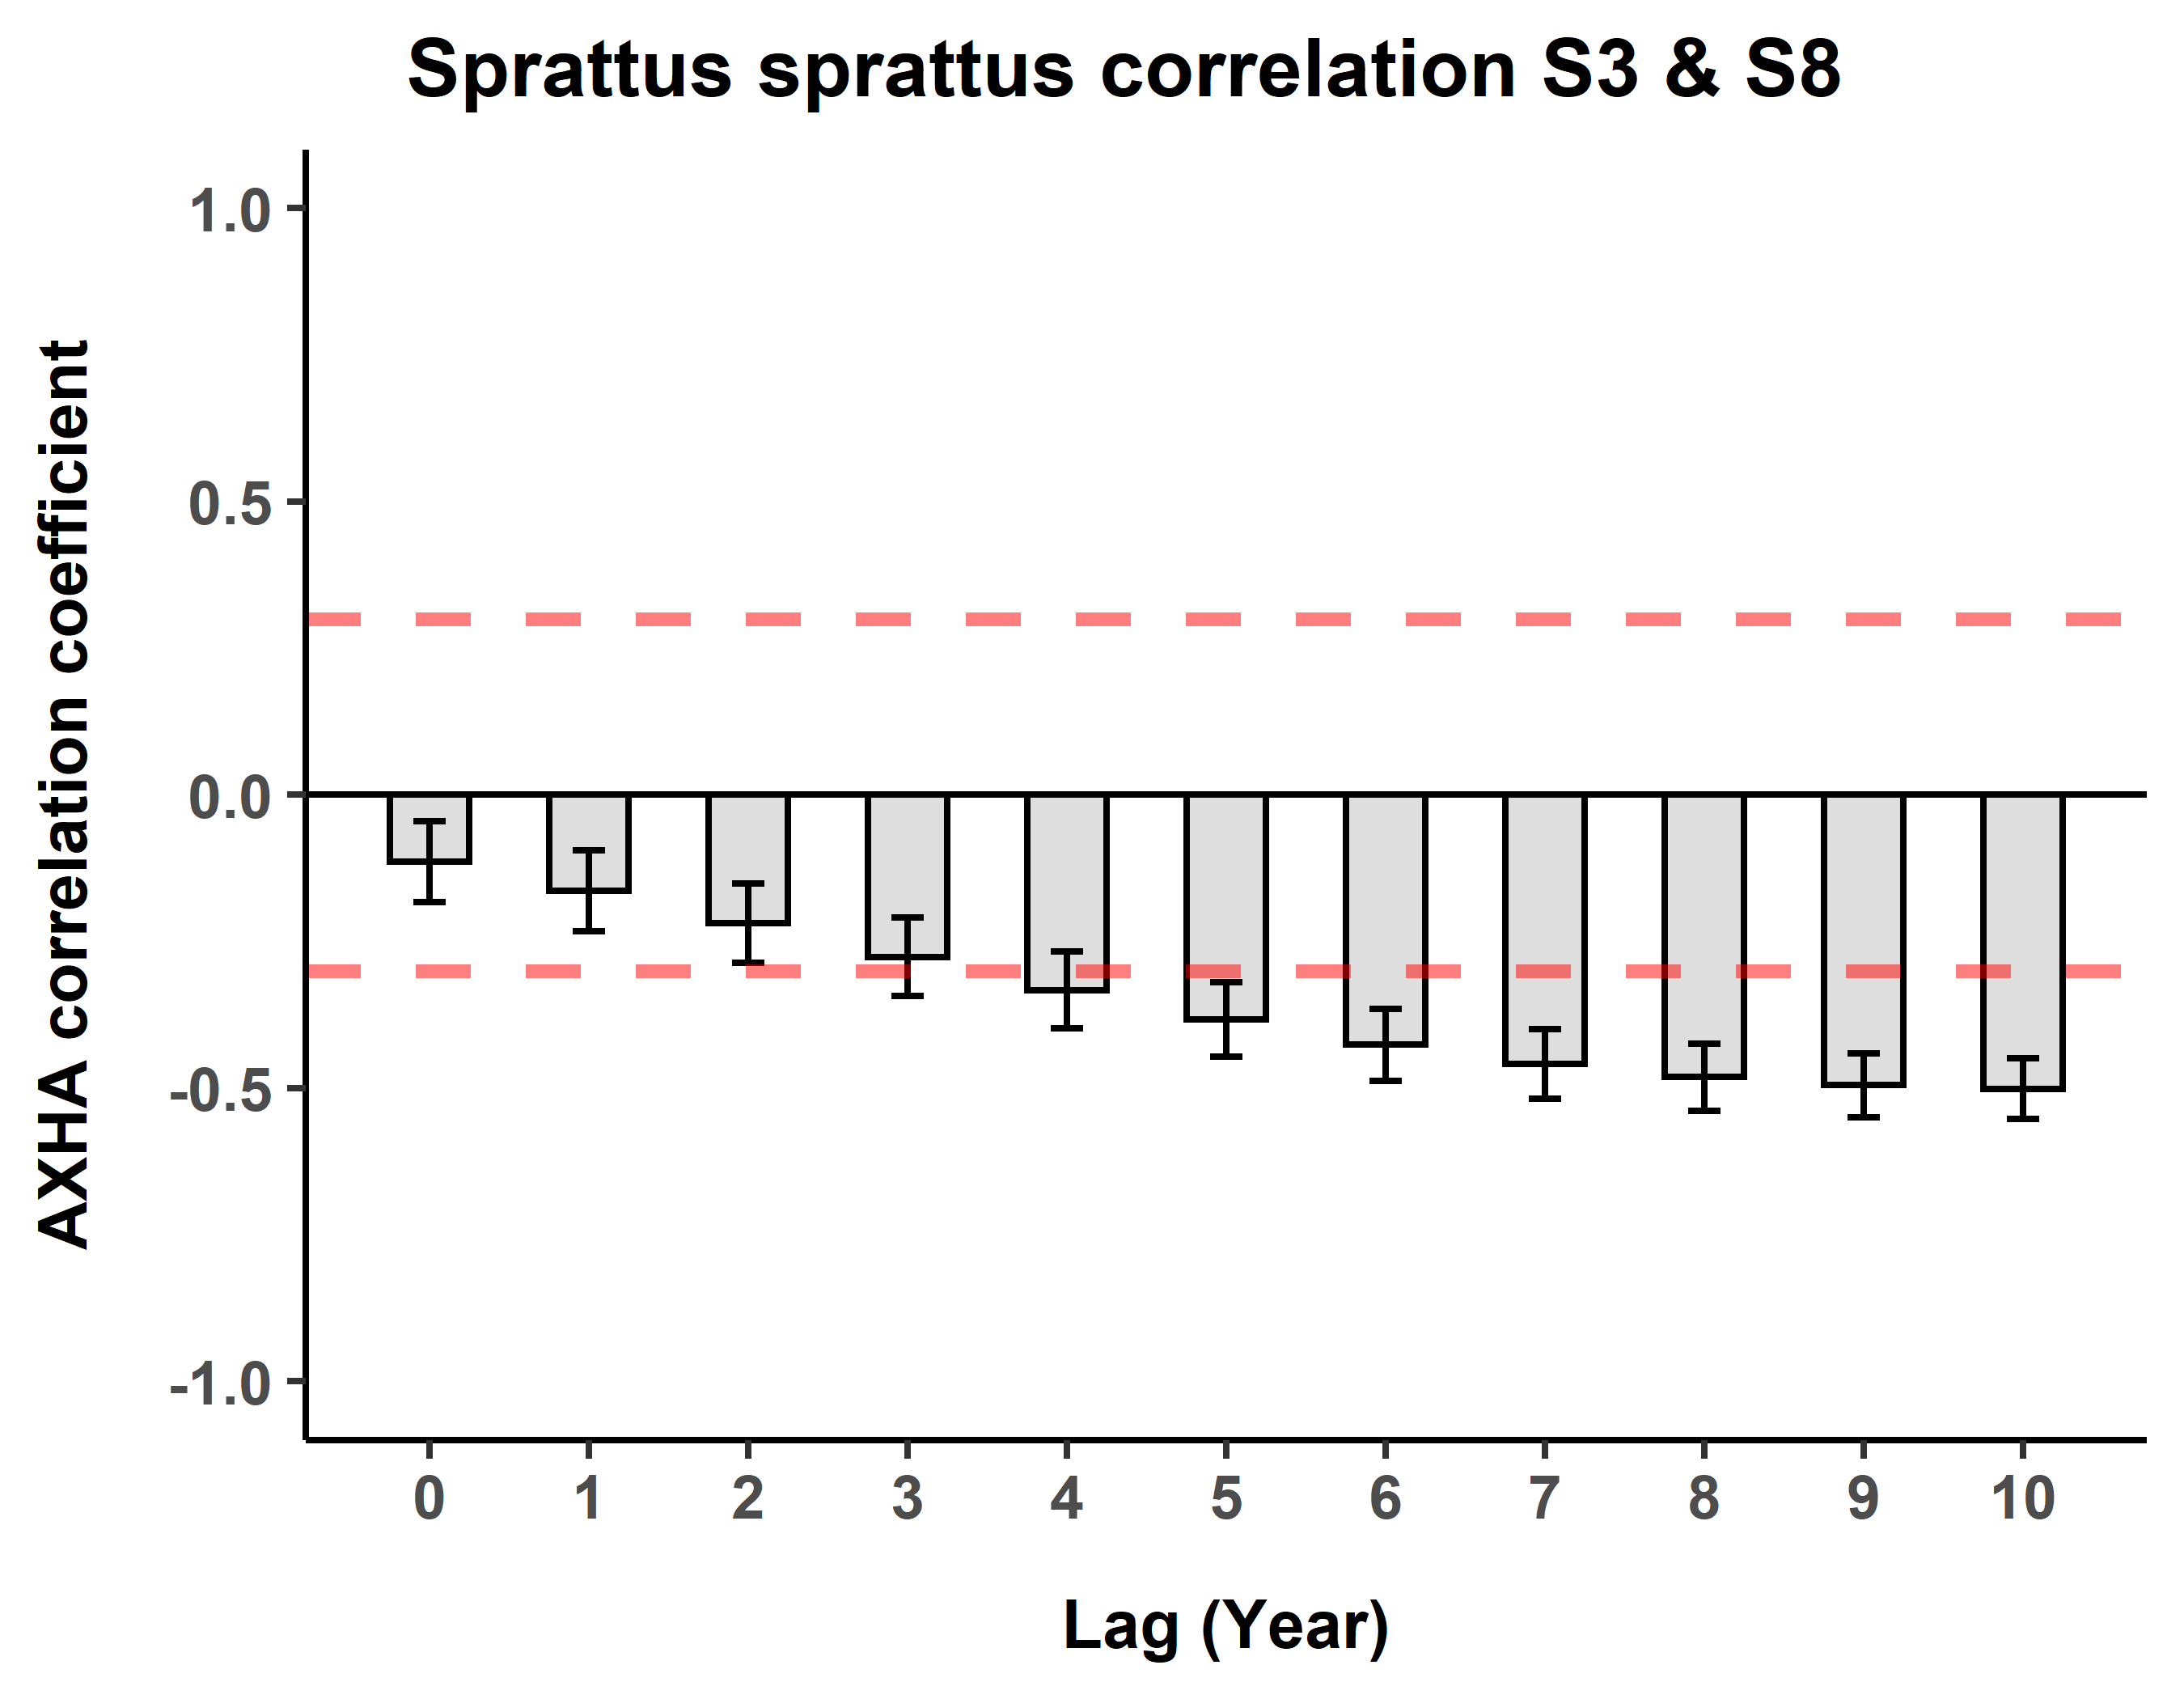 Sprattus sprattus correlation S3 & S8
AXHA correlation coefficient
1.0
0.5
0.0
-0.5
-1.0
0 1 2 3 4 5 6 7 8 9 10
Lag (Year)